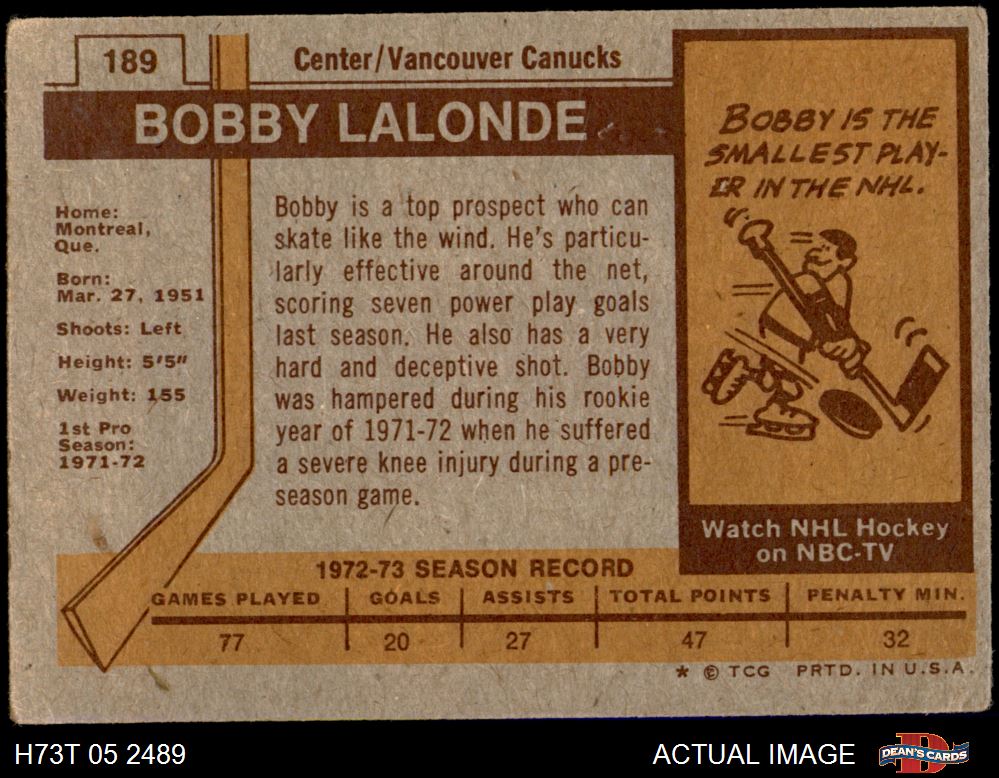 189
Center/Vancouver Canucks
BOBBY LALONDE
Home:
Montreal,
Que.
Born:
Mar. 27, 1951
Shoots: Left
Height: 5'5"
Weight: 155
1st Pro
Season:
1971-72
Bobby is a top prospect who can
skate like the wind. He's particu-
larly effective around the net,
scoring seven power play goals
last season. He also has a very
hard and deceptive shot. Bobby
was hampered during his rookie
year of 1971-72 when he suffered
a severe knee injury during a pre-
season game.
BOBBY IS THE
SMALLEST PLAY-
ER IN THE NHL.
Watch NHL Hockey
on NBC-TV
1972-73 SEASON RECORD
GAMES PLAYED GOALS ASSISTS TOTAL POINTS PENALTY MIN.
77 20 27 47 32
* © TCG PRTD. IN U.S.A.
H73T 05 2489 ACTUAL IMAGE DEAN'S CARDS